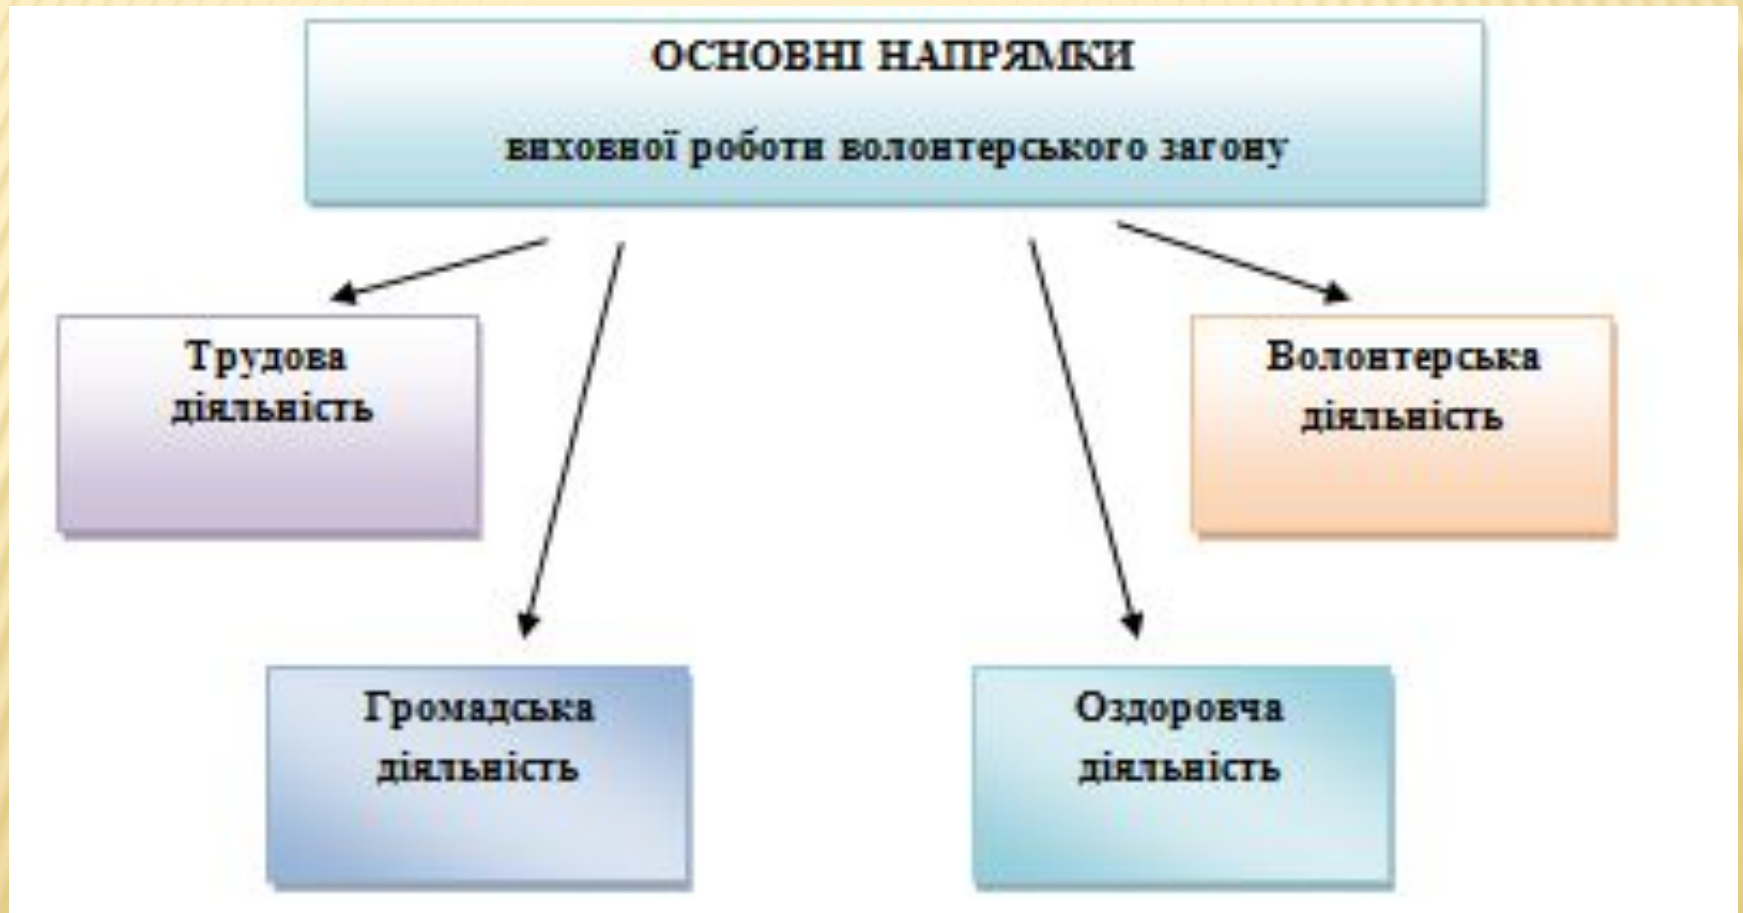 ОСНОВНІ НАПРЯМКИ
виховної роботи волонтерського загону
Трудова
діяльність
Волонтерська
діяльність
Громадська
діяльність
Оздоровча
діяльність